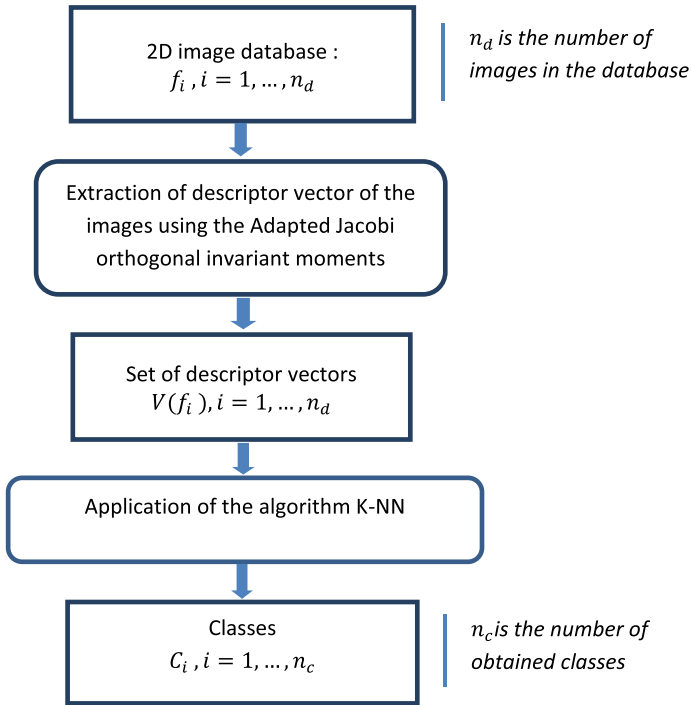 2D image database :
f_i , i = 1, … , n_d
n_d is the number of
images in the database
Extraction of descriptor vector of the
images using the Adapted Jacobi
orthogonal invariant moments
Set of descriptor vectors
V(f_i ), i = 1, … , n_d
Application of the algorithm K-NN
Classes
C_i , i = 1, … , n_c
n_c is the number of
obtained classes